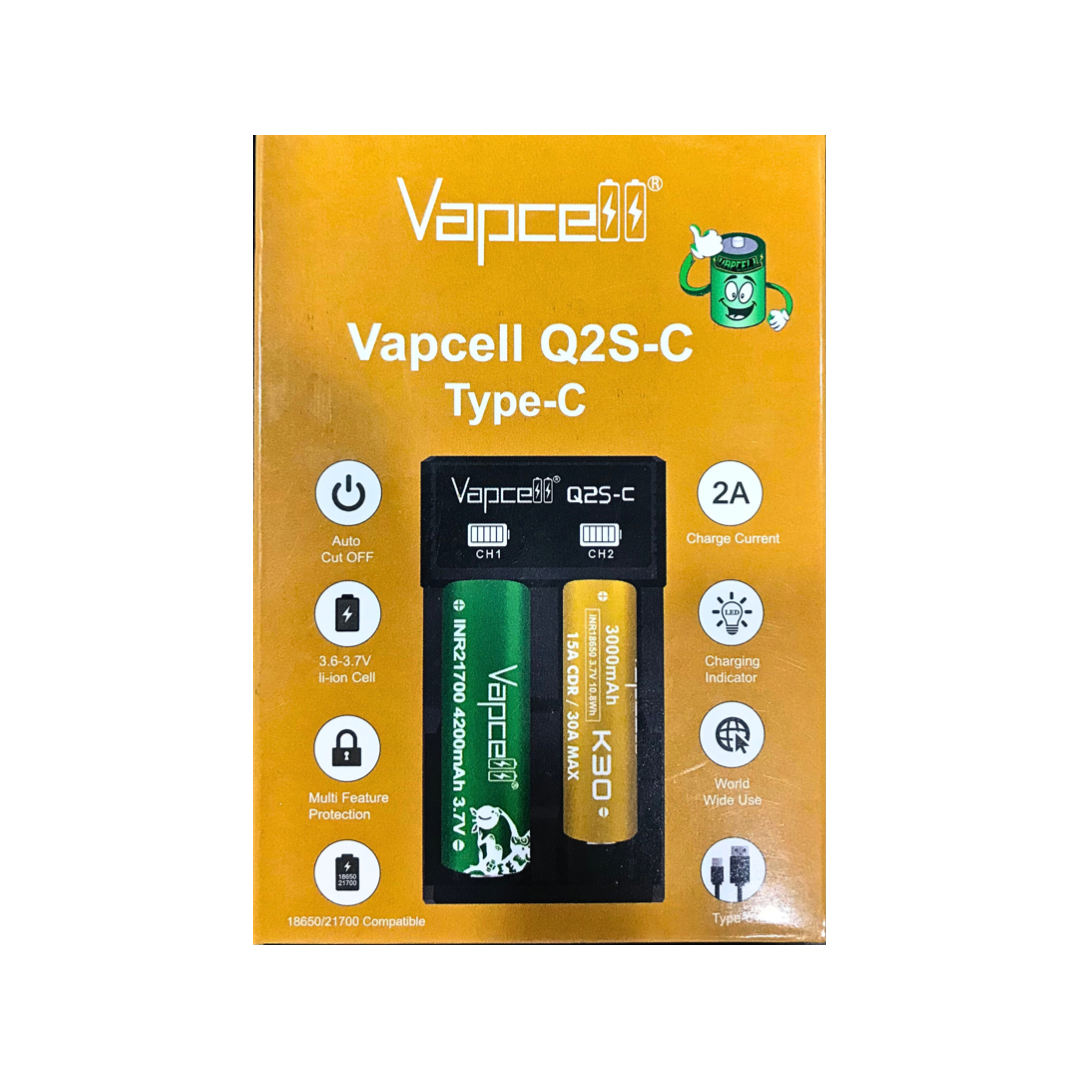 Vapcell®
VAPCELL
Vapcell Q2S-C
Type-C
Vapcell® Q2S-C
CH1
CH2
Auto
Cut OFF
3.6-3.7V
li-ion Cell
Multi Feature
Protection
18650
21700
18650/21700 Compatible
INR21700 4200mAh 3.7V
Vapcell®
3000mAh
INR18650 3.7V 10.8Wh
15A CDR / 30A MAX
K30
2A
Charge Current
LED
Charging
Indicator
World
Wide Use
Type-C